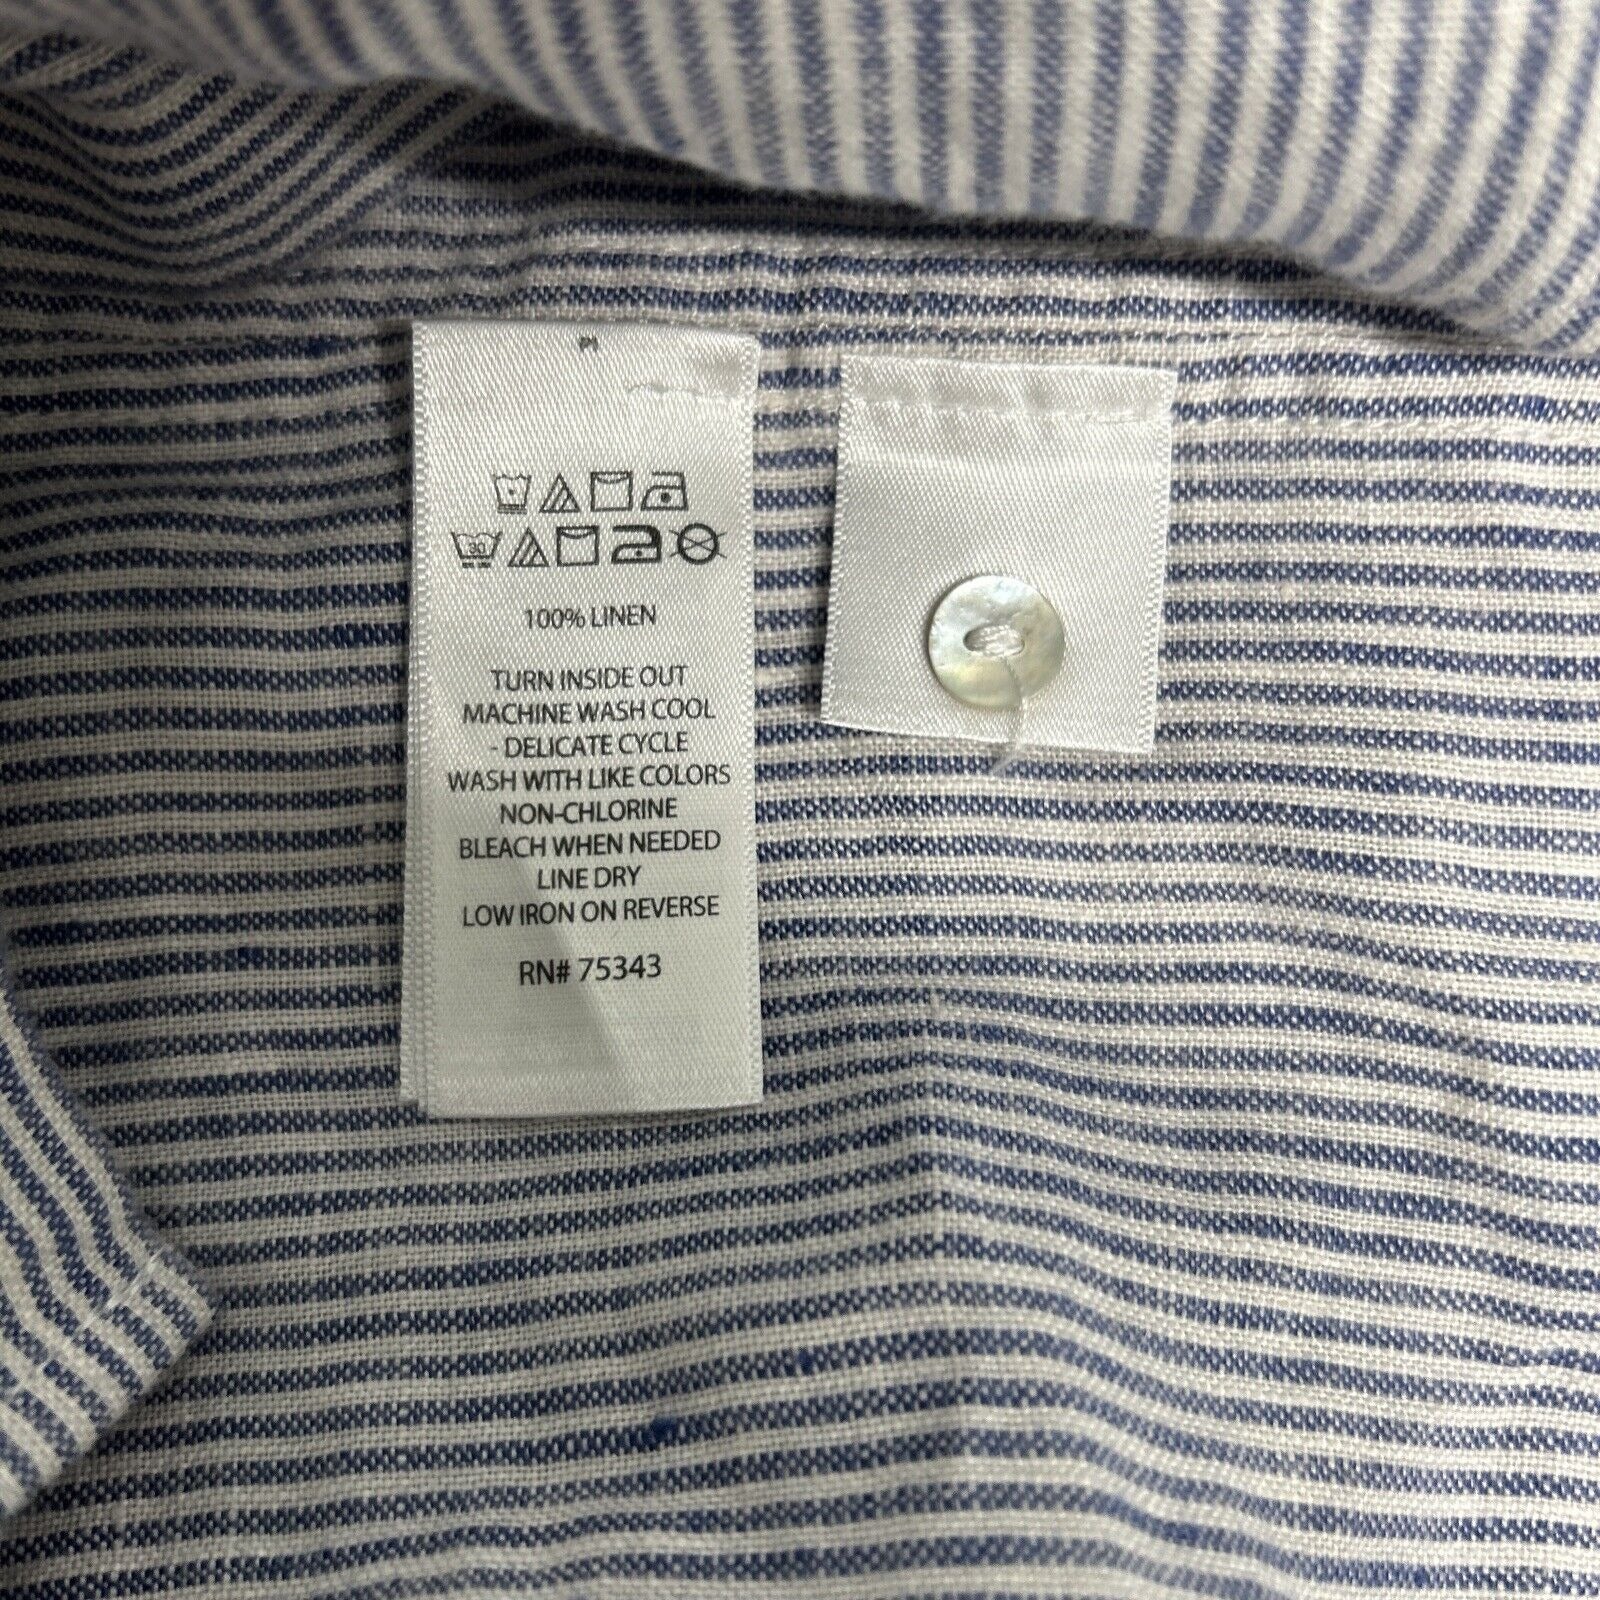 30
100% LINEN
TURN INSIDE OUT
MACHINE WASH COOL
- DELICATE CYCLE
WASH WITH LIKE COLORS
NON-CHLORINE
BLEACH WHEN NEEDED
LINE DRY
LOW IRON ON REVERSE
RN# 75343